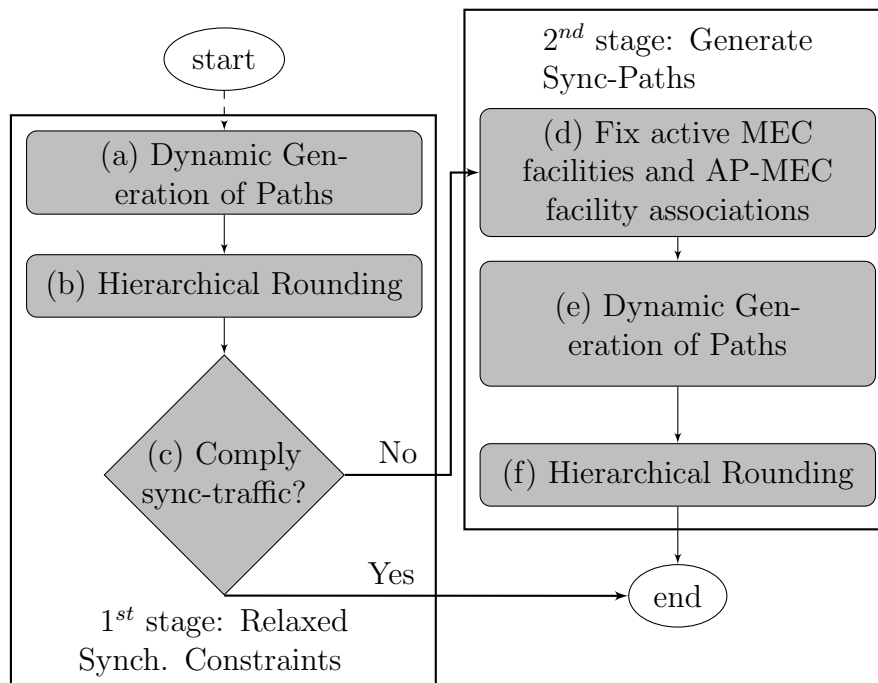 start
(a) Dynamic Gen-
eration of Paths
(b) Hierarchical Rounding
(c) Comply
sync-traffic?
No
Yes
1st stage: Relaxed
Synch. Constraints
2nd stage: Generate
Sync-Paths
(d) Fix active MEC
facilities and AP-MEC
facility associations
(e) Dynamic Gen-
eration of Paths
(f) Hierarchical Rounding
end